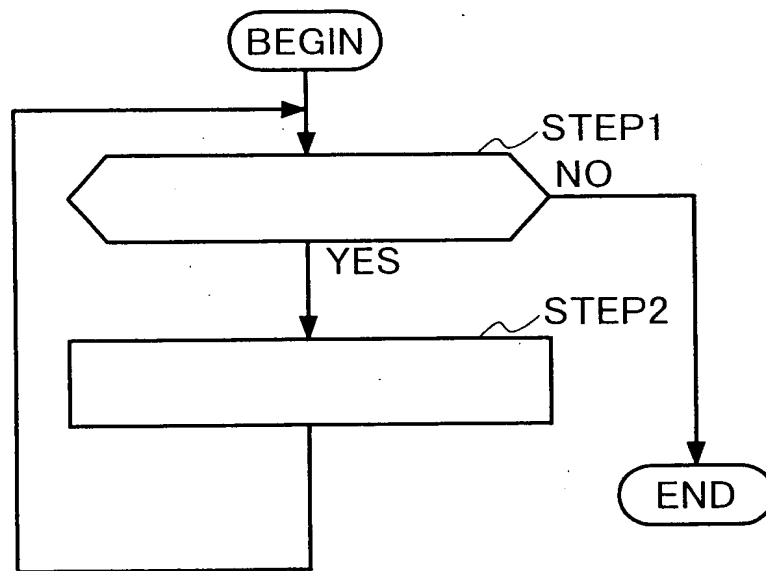 BEGIN
STEP1
NO
YES
STEP2
END